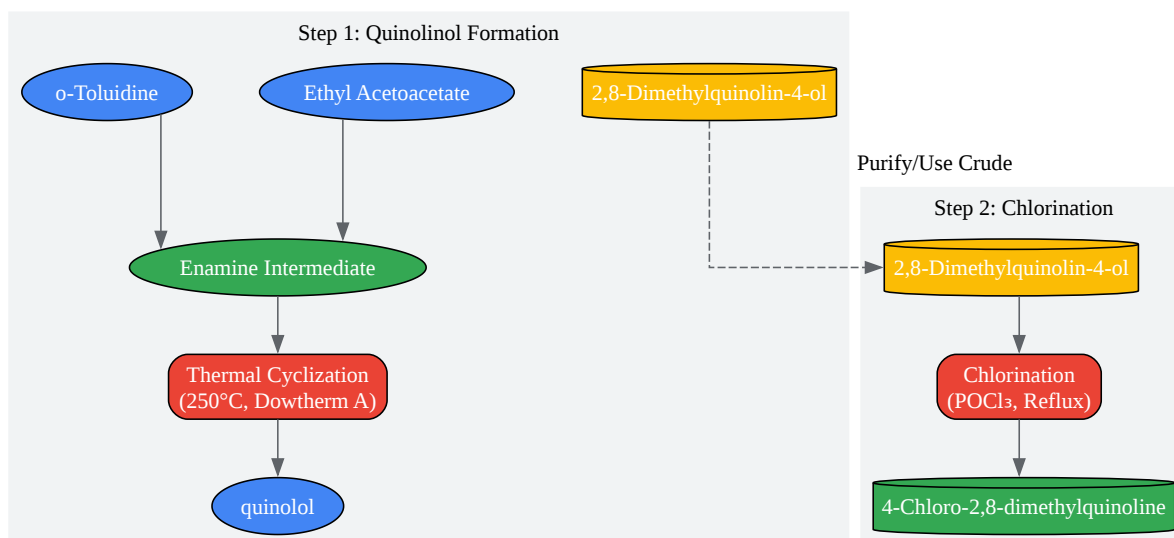 Step 1: Quinolinol Formation
o-Toluidine
Ethyl Acetoacetate
2,8-Dimethylquinolin-4-ol
Purify/Use Crude
Step 2: Chlorination
Enamine Intermediate
2,8-Dimethylquinolin-4-ol
Thermal Cyclization
(250°C, Dowtherm A)
Chlorination
(POCl₃, Reflux)
quinolol
4-Chloro-2,8-dimethylquinoline